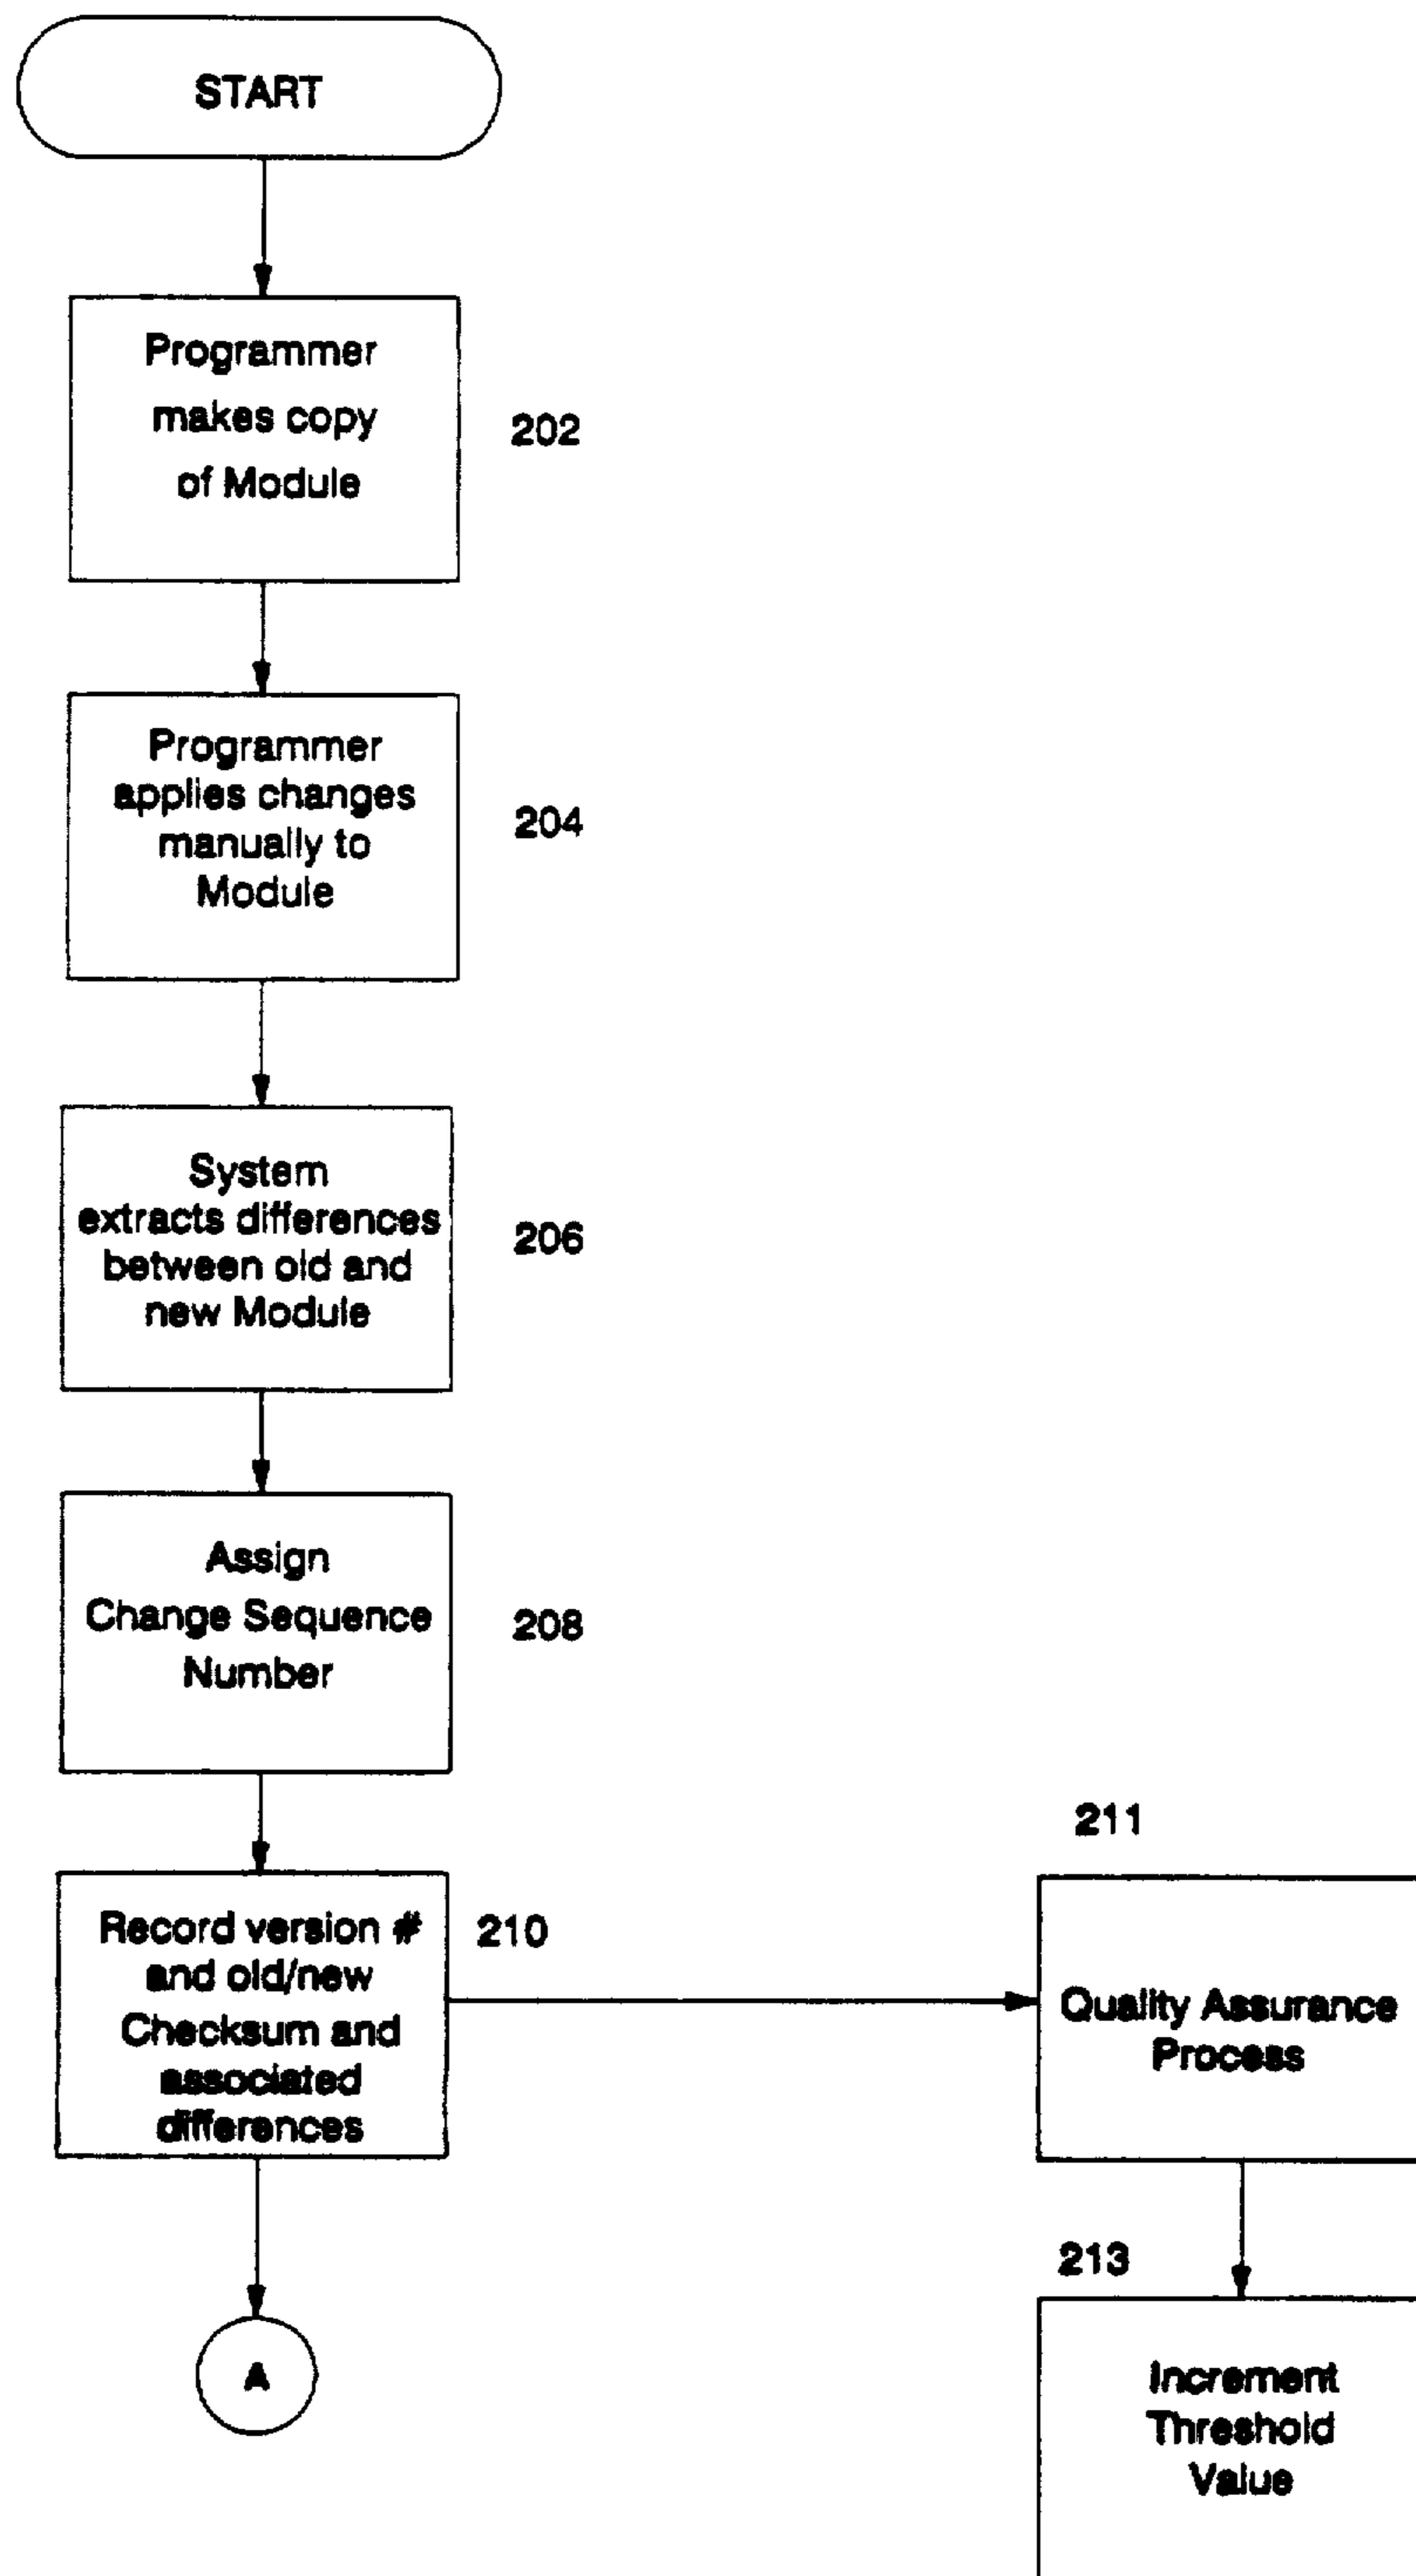 START
Programmer
makes copy
of Module
202
Programmer
applies changes
manually to
Module
204
System
extracts differences
between old and
new Module
206
Assign
Change Sequence
Number
208
Record version #
and old/new
Checksum and
associated
differences
210
211
Quality Assurance
Process
213
Increment
Threshold
Value
A